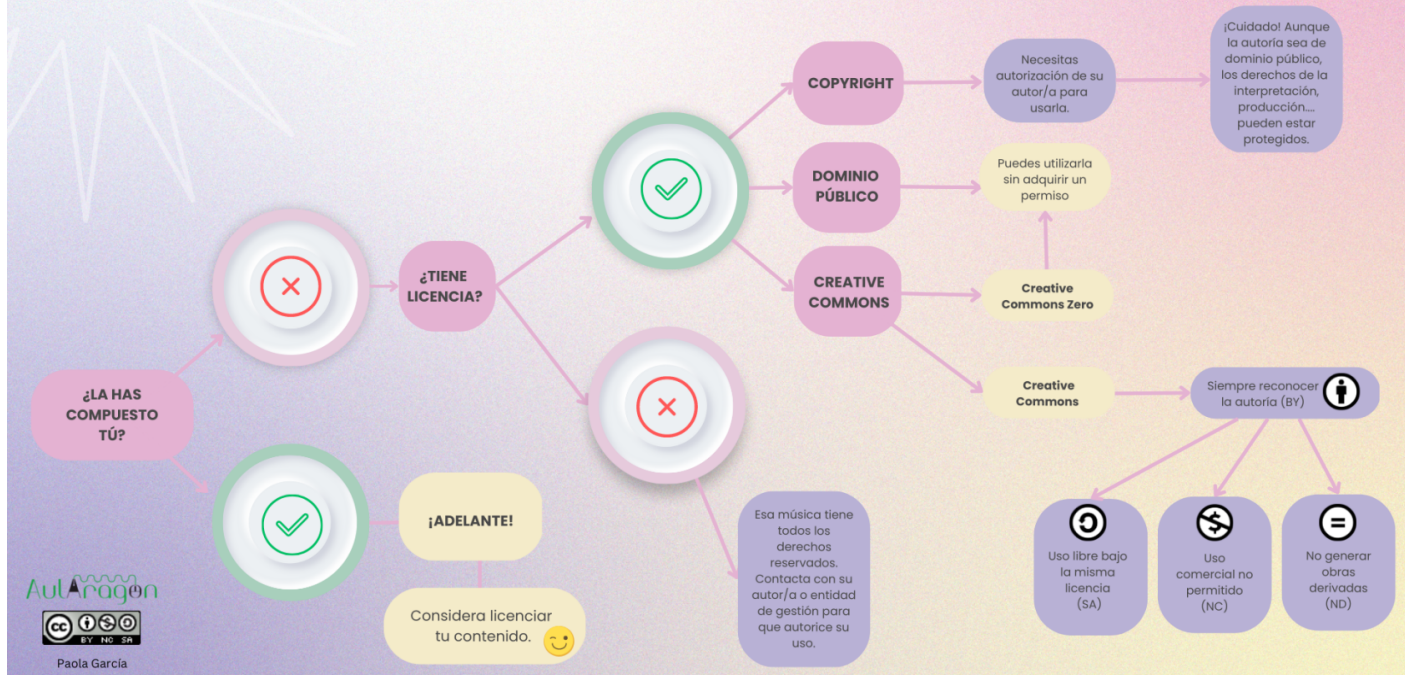 ¿LA HAS
COMPUESTO
TÚ?
¿TIENE
LICENCIA?
¡ADELANTE!
Considera licenciar
tu contenido.
COPYRIGHT
Necesitas
autorización de su
autor/a para
usarla.
¡Cuidado! Aunque
la autoría sea de
dominio público,
los derechos de la
interpretación,
producción....
pueden estar
protegidos.
DOMINIO
PÚBLICO
Puedes utilizarla
sin adquirir un
permiso
CREATIVE
COMMONS
Creative
Commons Zero
Creative
Commons
Siempre reconocer
la autoría (BY)
Uso libre bajo
la misma
licencia
(SA)
Uso
comercial no
permitido
(NC)
No generar
obras
derivadas
(ND)
Esa música tiene
todos los
derechos
reservados.
Contacta con su
autor/a o entidad
de gestión para
que autorice su
uso.
AulAragón
cc
BY NC SA
Paola García